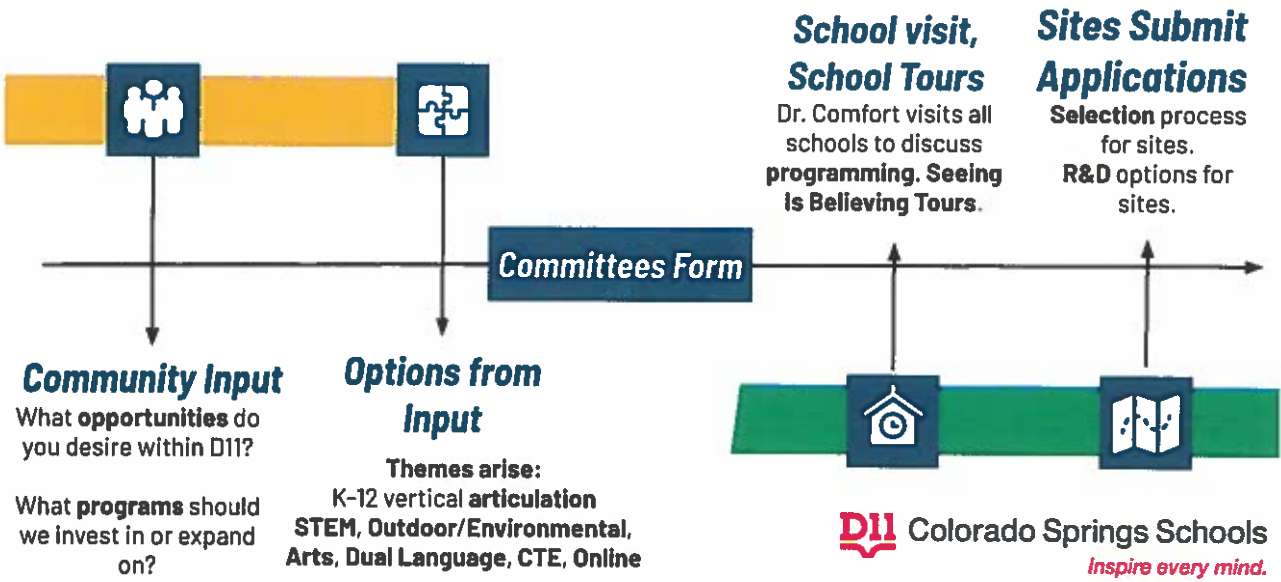 School visit,
School Tours
Dr. Comfort visits all
schools to discuss
programming. Seeing
is Believing Tours.
Sites Submit
Applications
Selection process
for sites.
R&D options for
sites.
Committees Form
Community Input
What opportunities do
you desire within D11?
What programs should
we invest in or expand
on?
Options from
Input
Themes arise:
K-12 vertical articulation
STEM, Outdoor/Environmental,
Arts, Dual Language, CTE, Online
D11 Colorado Springs Schools
Inspire every mind.